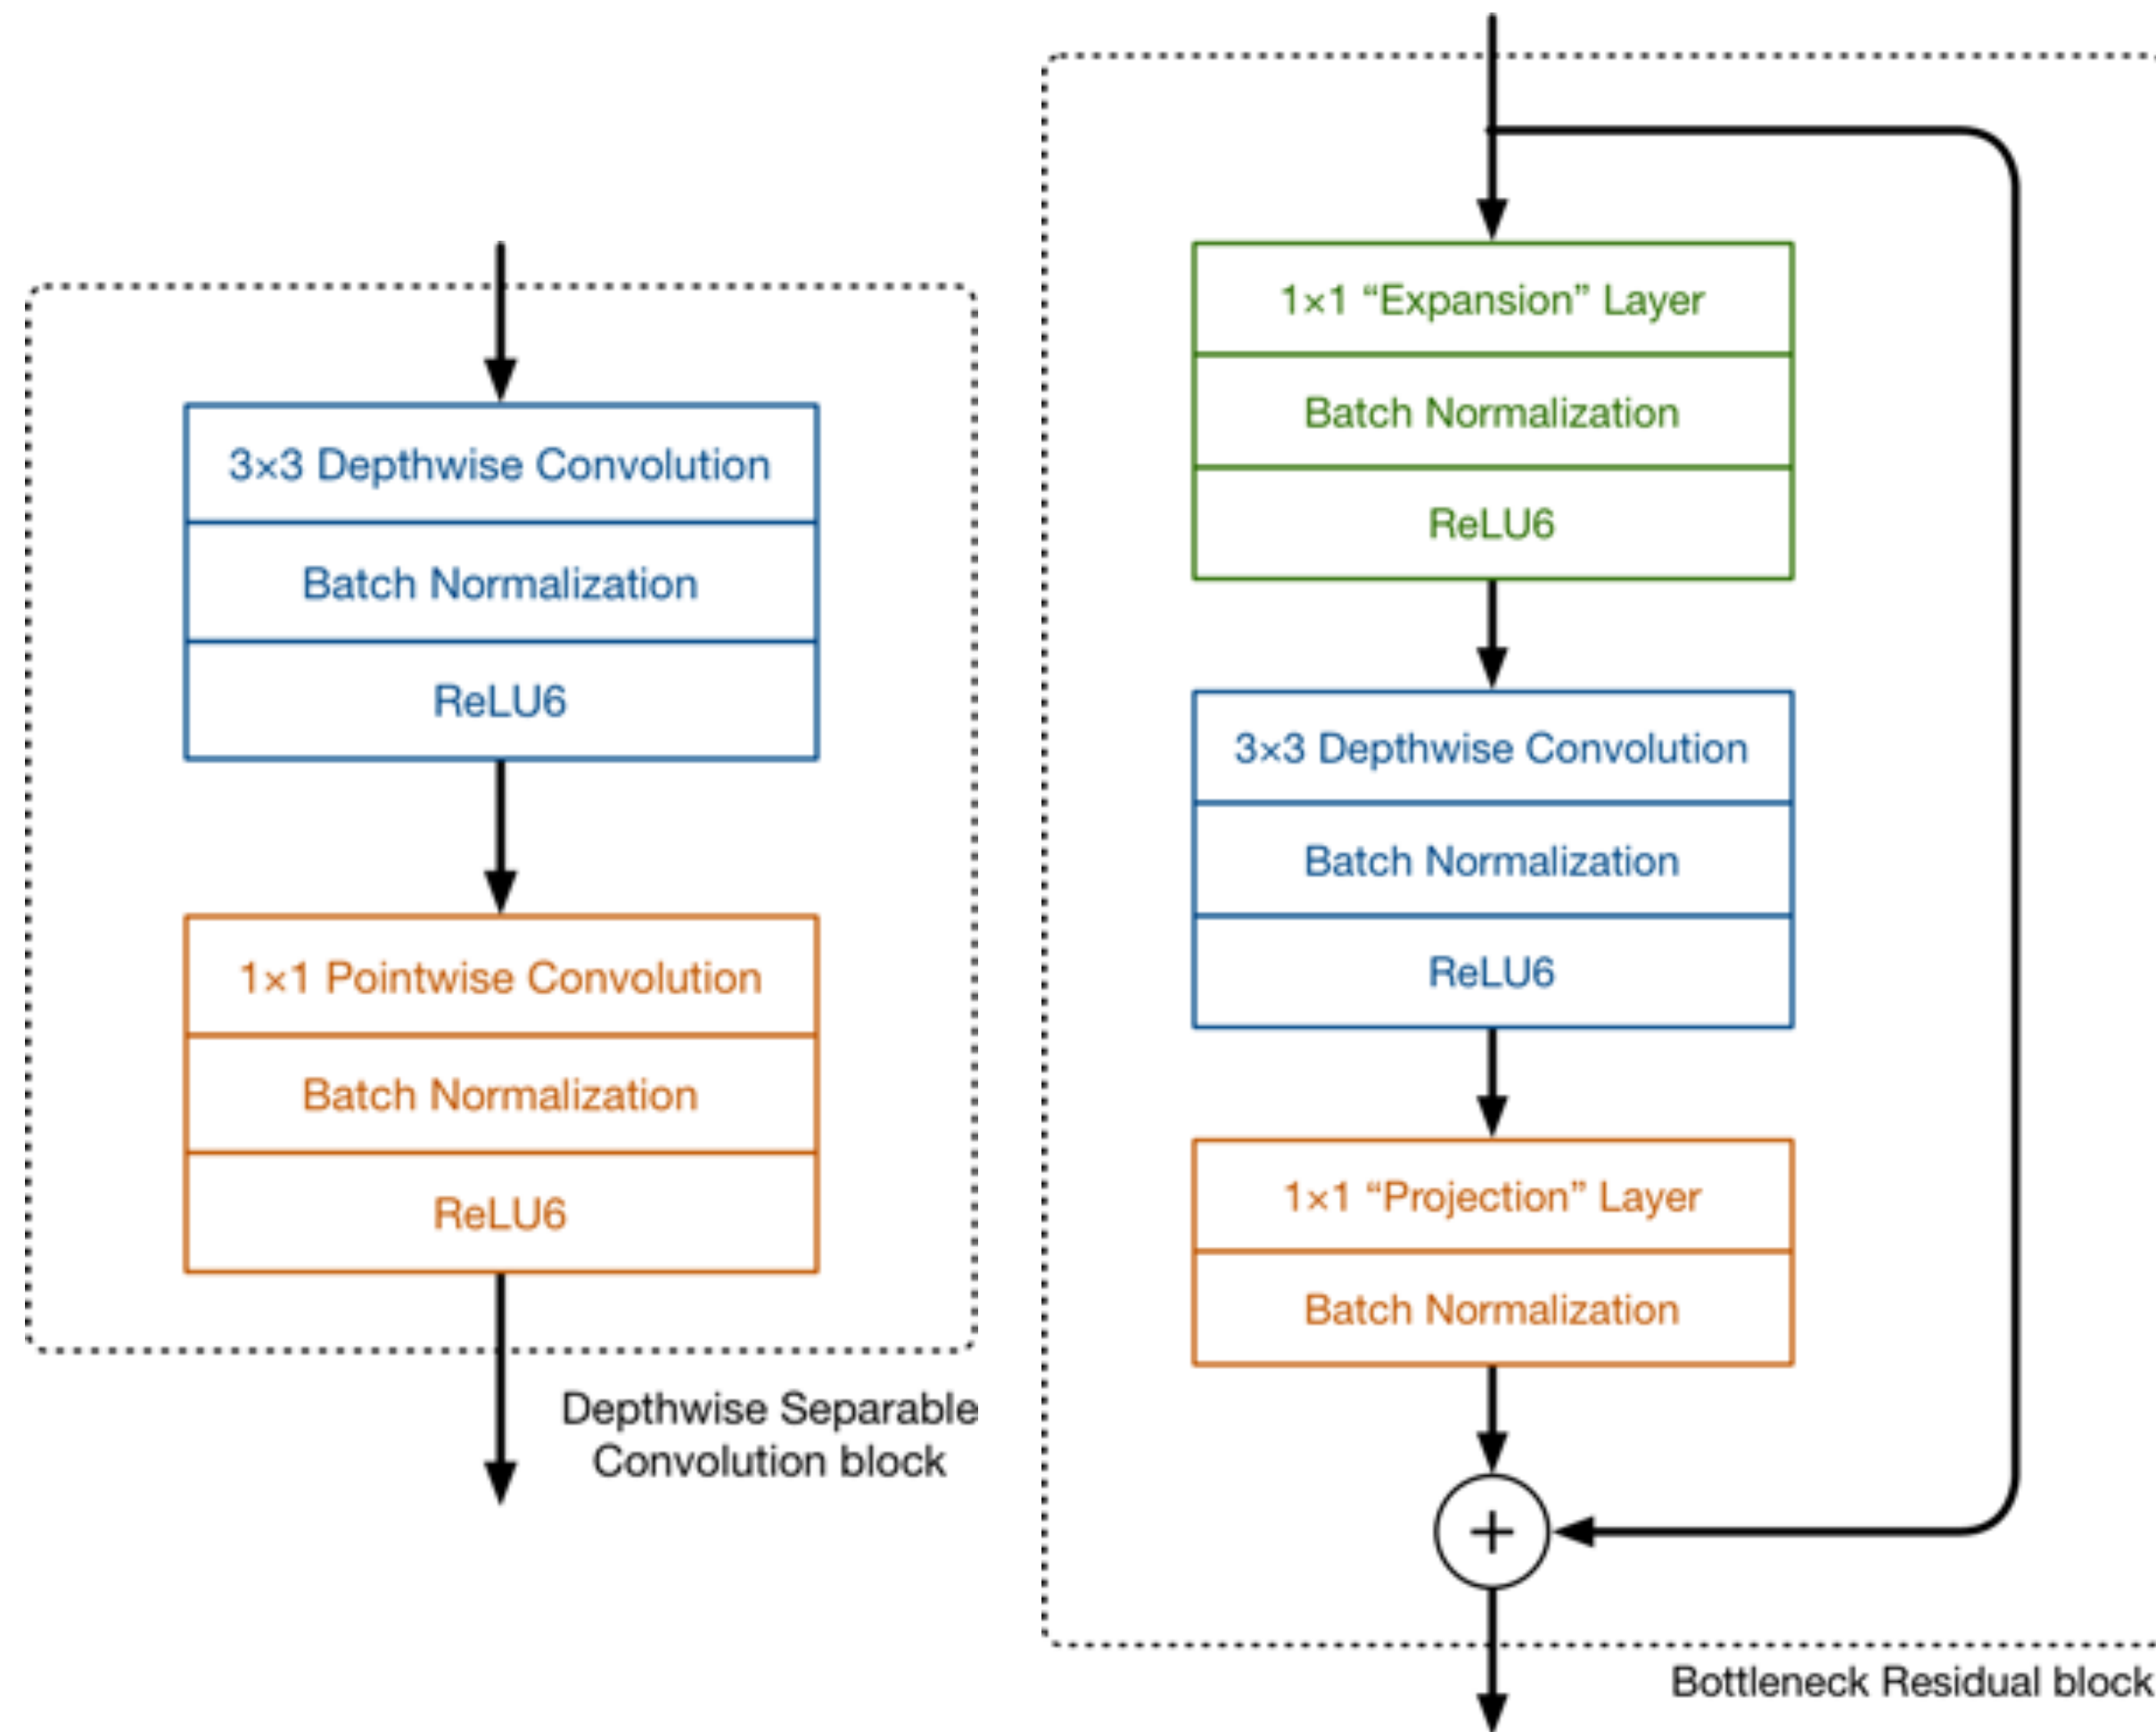 3×3 Depthwise Convolution
Batch Normalization
ReLU6
1×1 Pointwise Convolution
Batch Normalization
ReLU6
Depthwise Separable
Convolution block
1×1 “Expansion” Layer
Batch Normalization
ReLU6
3×3 Depthwise Convolution
Batch Normalization
ReLU6
1×1 “Projection” Layer
Batch Normalization
+
Bottleneck Residual block